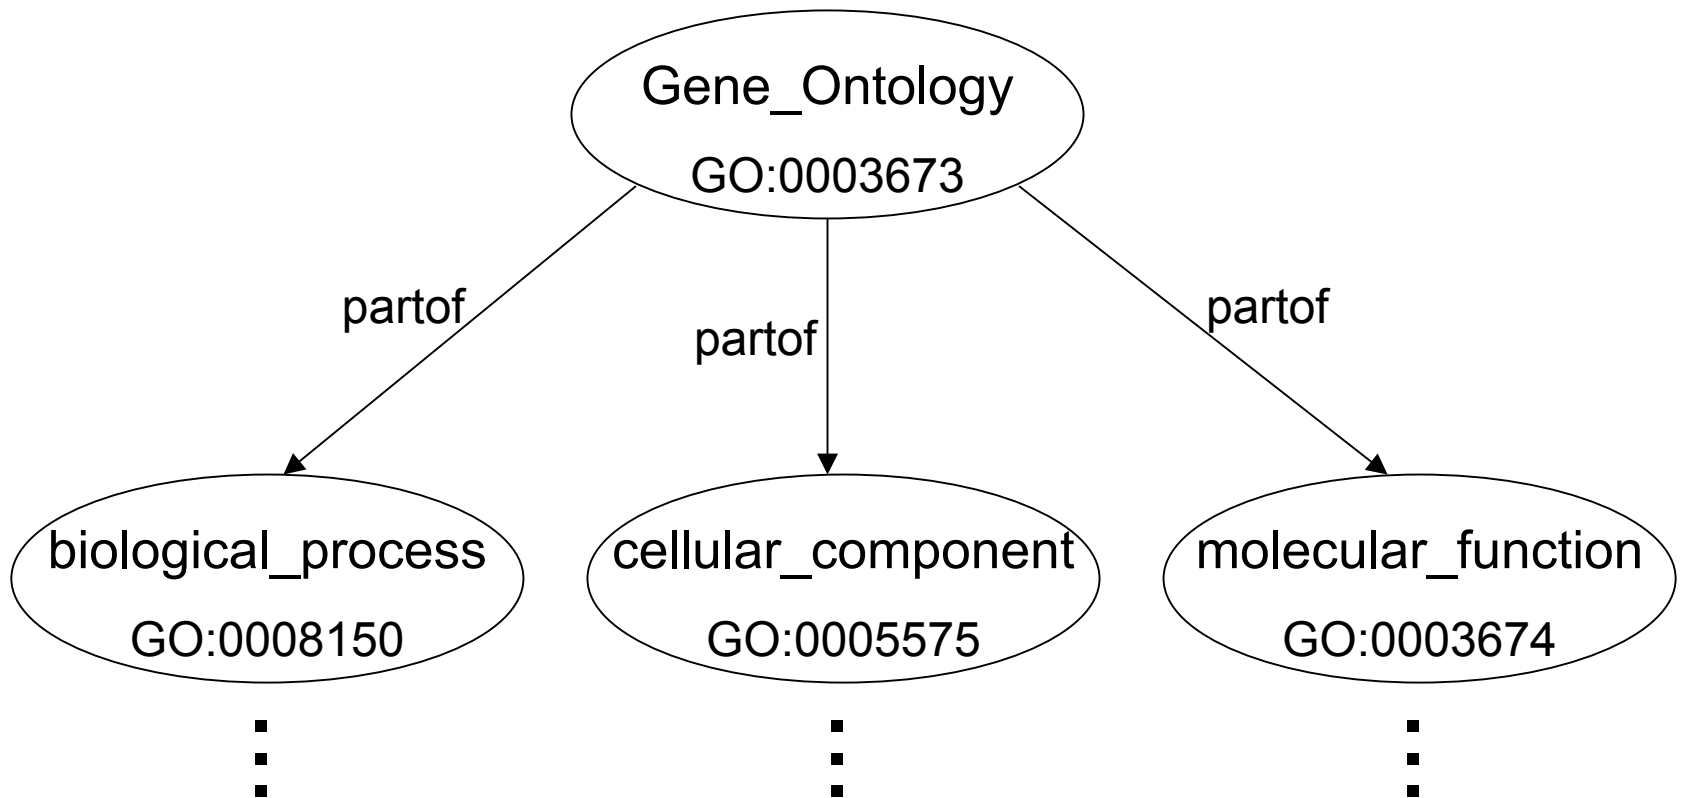 Gene_Ontology
GO:0003673
partof
partof
partof
biological_process
GO:0008150
cellular_component
GO:0005575
molecular_function
GO:0003674